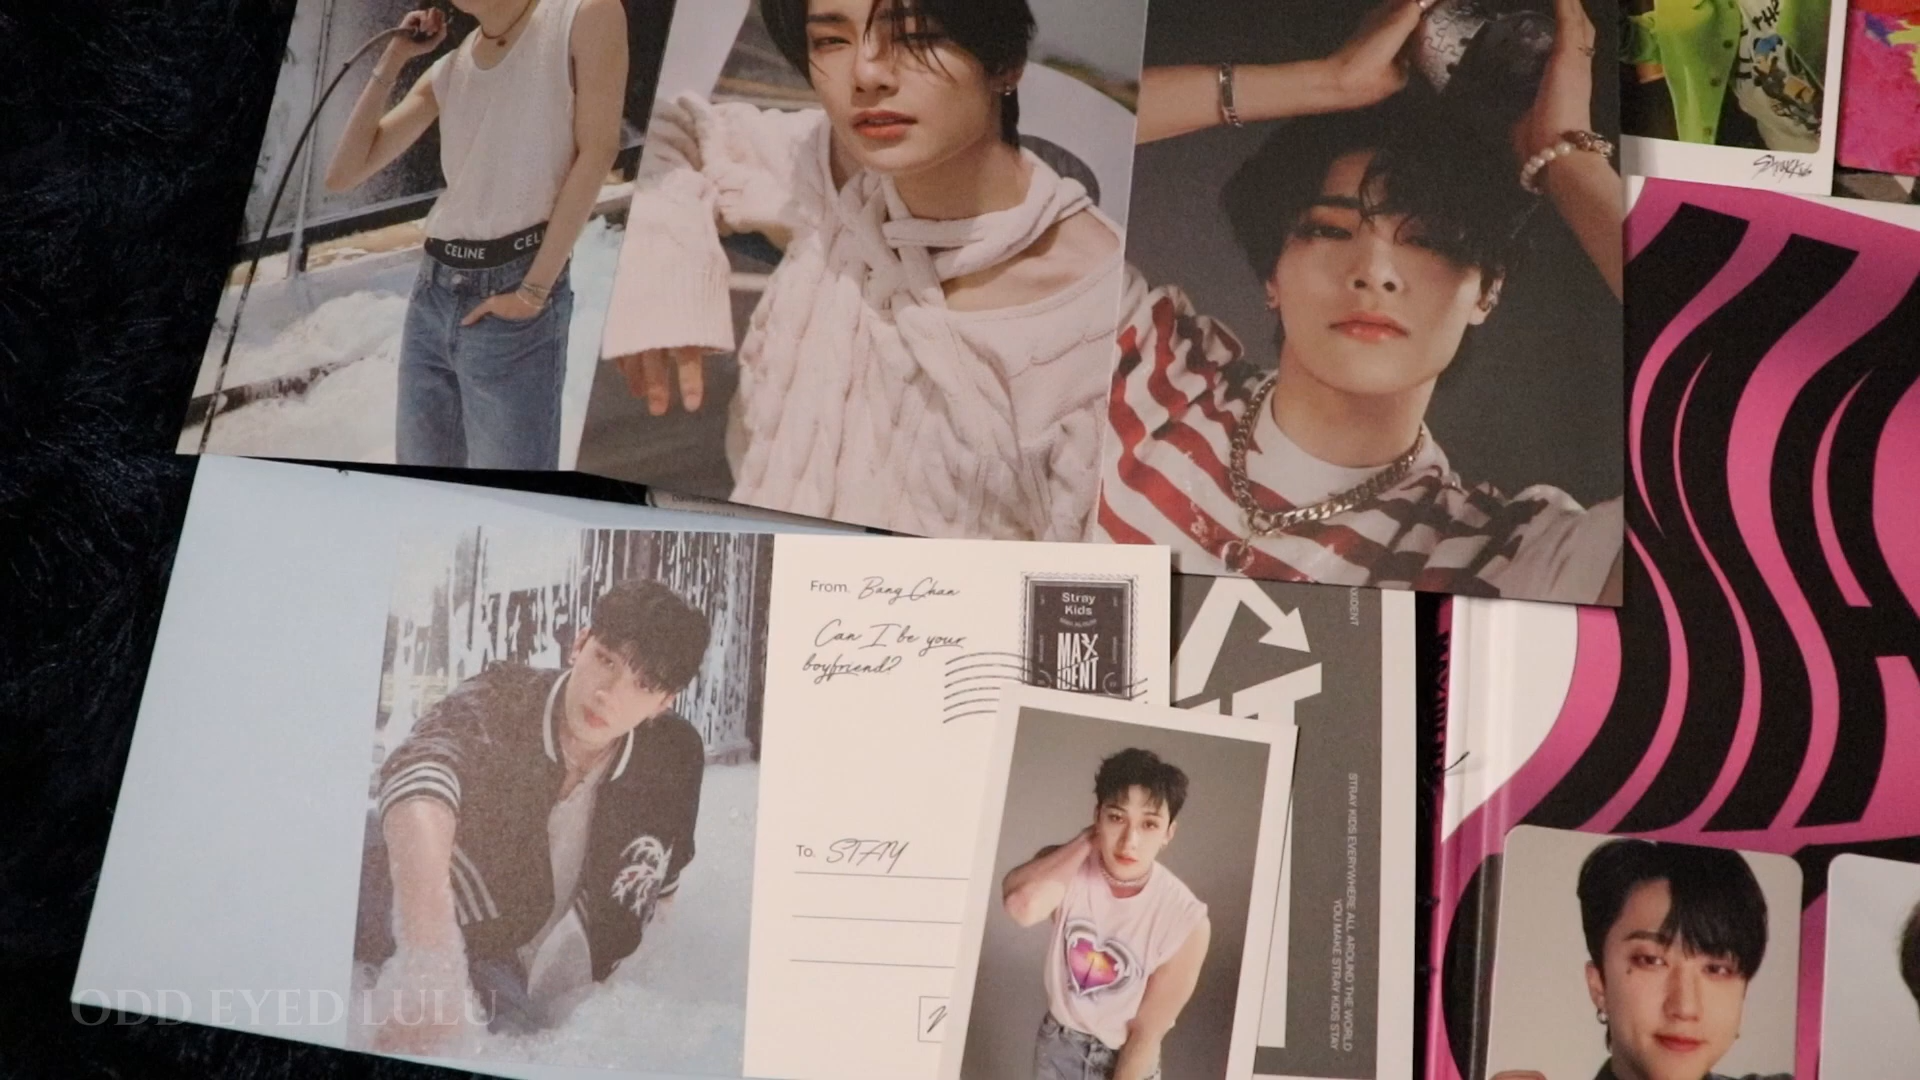 CELINE
CEL
From. Bang Chan
Can I be your
boyfriend?
Stray
Kids
MAX
IDENT
To. STAY
XIDENT
STRAY KIDS EVERYWHERE ALL AROUND THE WORLD
YOU MAKE STRAY KIDS STAY
ODD EYED LULU